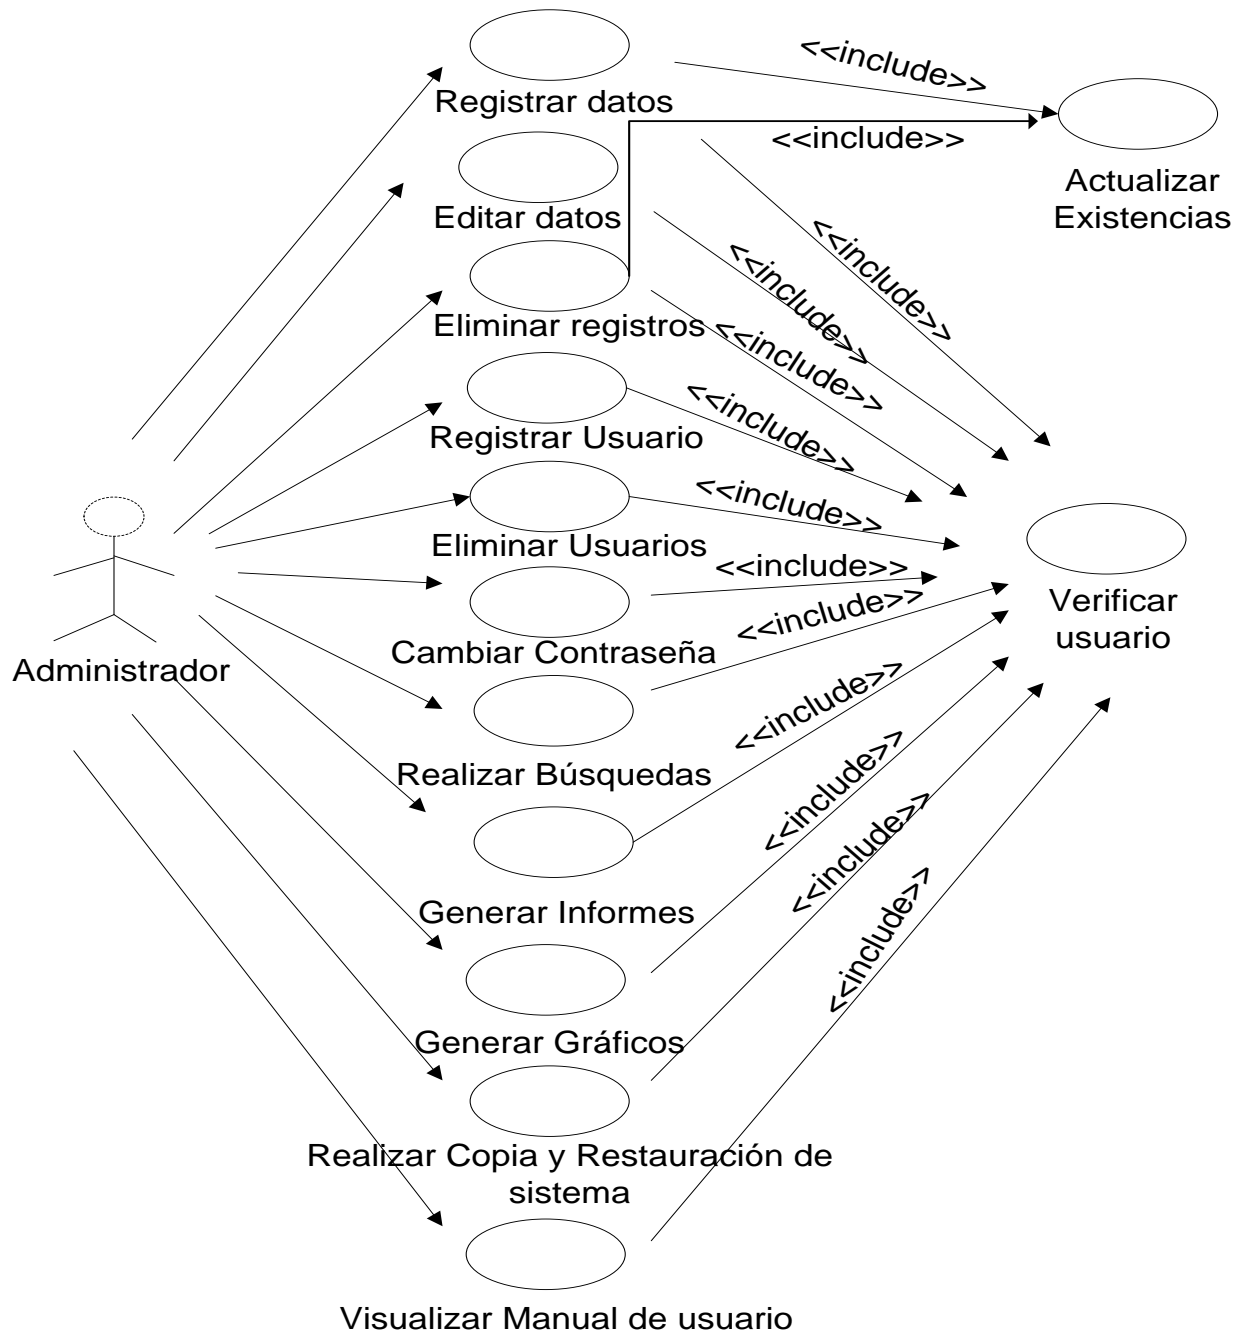 <<include>>
Registrar datos
<<include>>
Actualizar
Existencias
Editar datos
<<include>>
<<include>>
Eliminar registros
<<include>>
Registrar Usuario
<<include>>
<<include>>
Eliminar Usuarios
<<include>>
Verificar
usuario
<<include>>
Cambiar Contraseña
Administrador
<<include>>
Realizar Búsquedas
<<include>>
Generar Informes
<<include>>
Generar Gráficos
<<include>>
Realizar Copia y Restauración de
sistema
Visualizar Manual de usuario